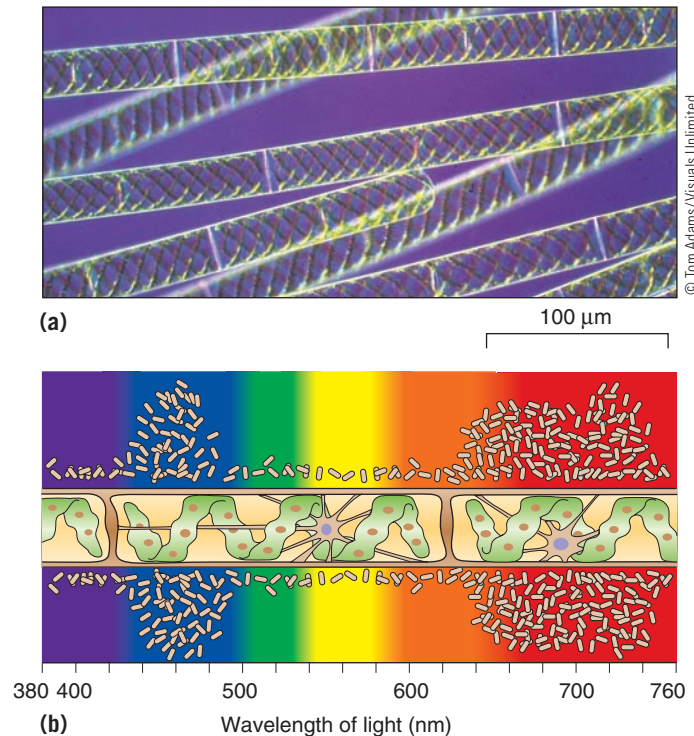 © Tom Adams/Visuals Unlimited
(a)
100 µm
380 400 500 600 700 760
(b) Wavelength of light (nm)